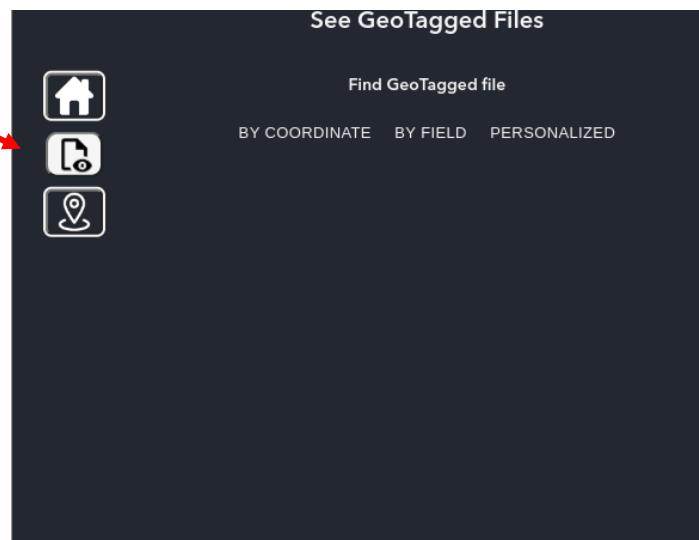 See GeoTagged Files
Find GeoTagged file
BY COORDINATE BY FIELD PERSONALIZED